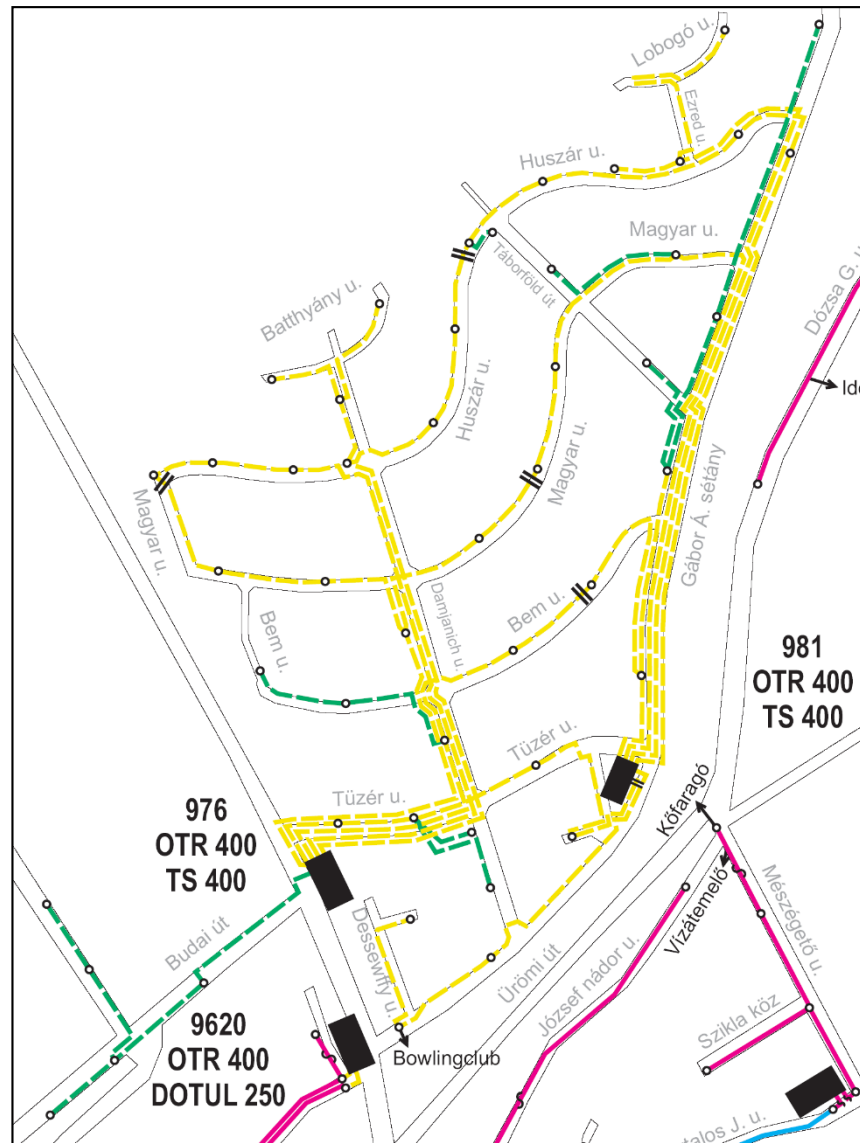 Lobogó u.
Ezred u.
Huszár u.
Magyar u.
Táborföld út
Batthyány u.
Dózsa G. u
Huszár u.
Magyar u.
Magyar u.
Gábor Á. sétány
Damjanich u.
Bem u.
Bem u.
981
OTR 400
TS 400
Tüzér u.
976
OTR 400
TS 400
Tüzér u.
Kőfaragó
Vízátemelő
Mészégető u.
Budai út
Dessewffy u.
Ürömi út
József nádor u.
Szikla köz
9620
OTR 400
DOTUL 250
Bowlingclub
talos J. u.